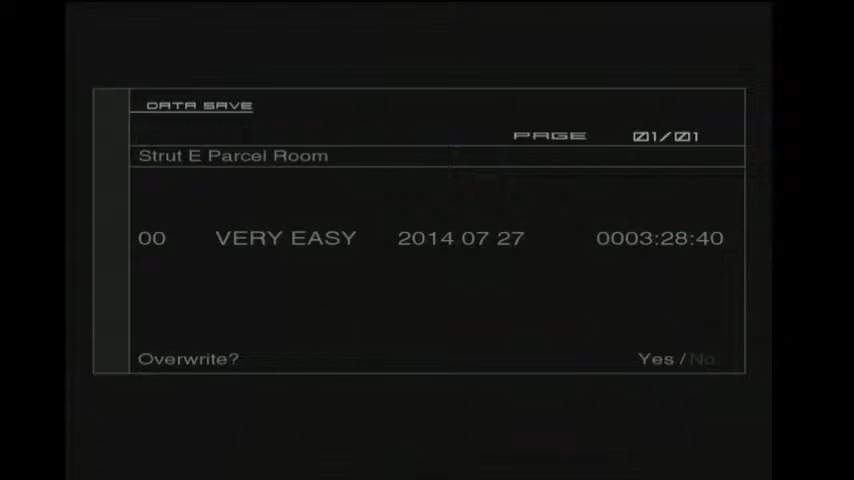 DATA SAVE
PAGE 01/01
Strut E Parcel Room
00 VERY EASY 2014 07 27 0003:28:40
Overwrite? Yes / No